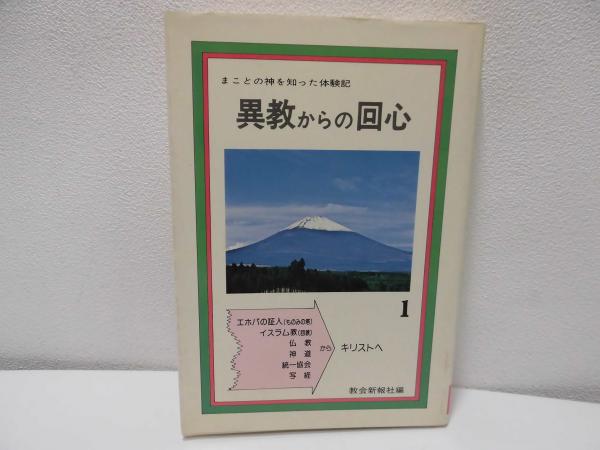 まことの神を知った体験記
異教からの回心
1
エホバの証人(ものみの塔)
イスラム教(回教)
仏教
神道
統一協会
写経
から
キリストへ
教会新報社編